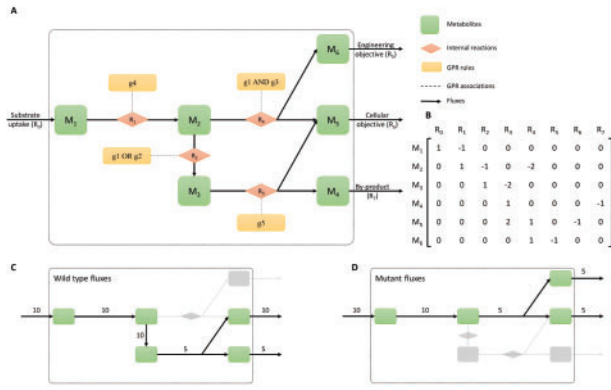 A
Metabolites
Internal reactions
GPR rules
GPR associations
Fluxes
g4
g1 AND g3
g1 OR g2
g5
Substrate
uptake (R₀)
M₁
R₁
M₂
M₃
M₆
M₅
M₄
Engineering
objective (R₅)
Cellular
objective (R₆)
By-product
(R₇)
B
R₀ R₁ R₂ R₃ R₄ R₅ R₆ R₇
M₁ 1 -1 0 0 0 0 0 0
M₂ 0 1 -1 0 -2 0 0 0
M₃ 0 0 1 -2 0 0 0 0
M₄ 0 0 0 1 0 0 0 -1
M₅ 0 0 0 2 1 0 -1 0
M₆ 0 0 0 0 1 -1 0 0
C
Wild type fluxes
10 10 10
10 5 5
D
Mutant fluxes
5
10 10 5 5